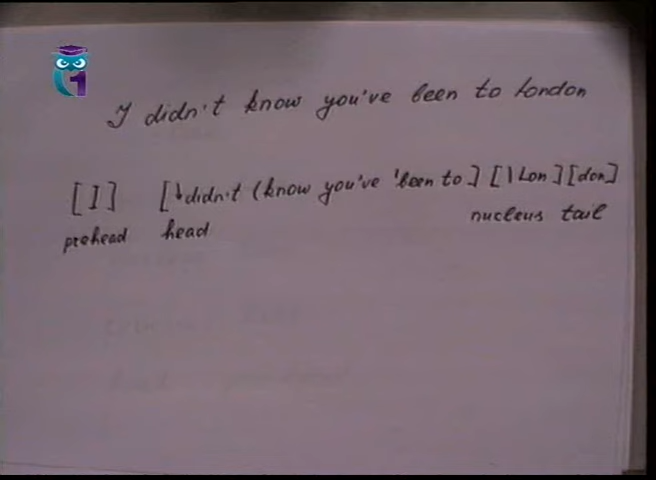 I didn't know you've been to London
[I] [↓didn't (know you've 'been to] [\Lon][don]
prehead head nucleus tail
1